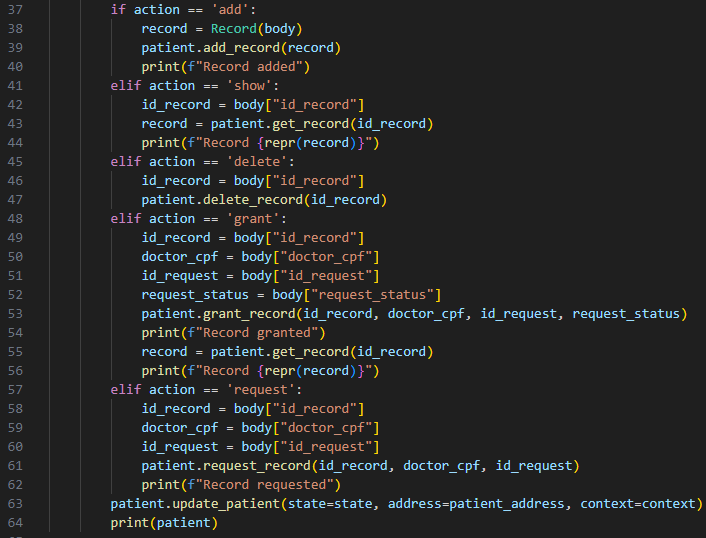 37 if action == 'add':
38 record = Record(body)
39 patient.add_record(record)
40 print(f"Record added")
41 elif action == 'show':
42 id_record = body["id_record"]
43 record = patient.get_record(id_record)
44 print(f"Record {repr(record)}")
45 elif action == 'delete':
46 id_record = body["id_record"]
47 patient.delete_record(id_record)
48 elif action == 'grant':
49 id_record = body["id_record"]
50 doctor_cpf = body["doctor_cpf"]
51 id_request = body["id_request"]
52 request_status = body["request_status"]
53 patient.grant_record(id_record, doctor_cpf, id_request, request_status)
54 print(f"Record granted")
55 record = patient.get_record(id_record)
56 print(f"Record {repr(record)}")
57 elif action == 'request':
58 id_record = body["id_record"]
59 doctor_cpf = body["doctor_cpf"]
60 id_request = body["id_request"]
61 patient.request_record(id_record, doctor_cpf, id_request)
62 print(f"Record requested")
63 patient.update_patient(state=state, address=patient_address, context=context)
64 print(patient)